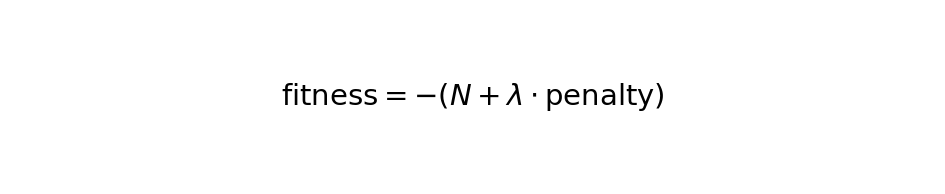 fitness = −(N + λ · penalty)